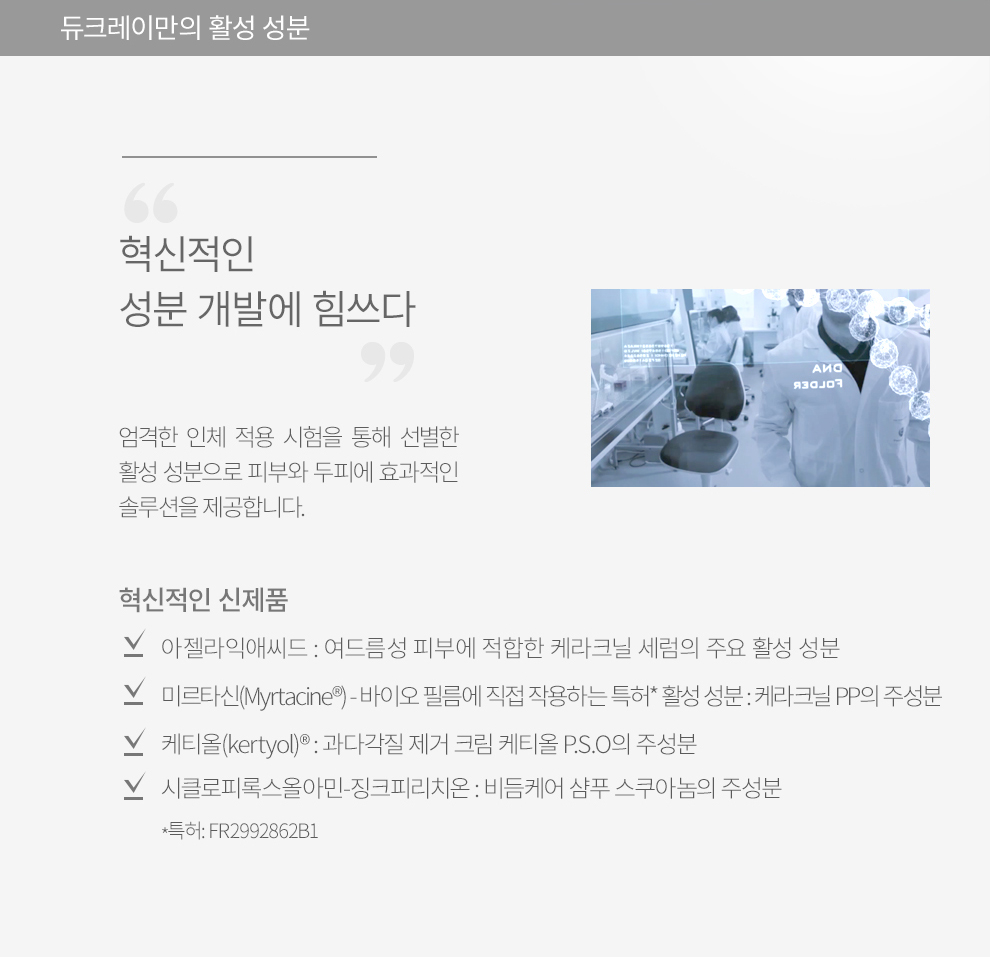 듀크레이만의 활성 성분
“
혁신적인
성분 개발에 힘쓰다
”
엄격한 인체 적용 시험을 통해 선별한
활성 성분으로 피부와 두피에 효과적인
솔루션을 제공합니다.
DNA
FOLDER
혁신적인 신제품
아젤라익애씨드 : 여드름성 피부에 적합한 케라크닐 세럼의 주요 활성 성분
미르타신(Myrtacine®) - 바이오 필름에 직접 작용하는 특허* 활성 성분 : 케라크닐 PP의 주성분
케티올(kertyol)® : 과다각질 제거 크림 케티올 P.S.O의 주성분
시클로피록스올아민-징크피리치온 : 비듬케어 샴푸 스쿠아놈의 주성분
*특허: FR2992862B1